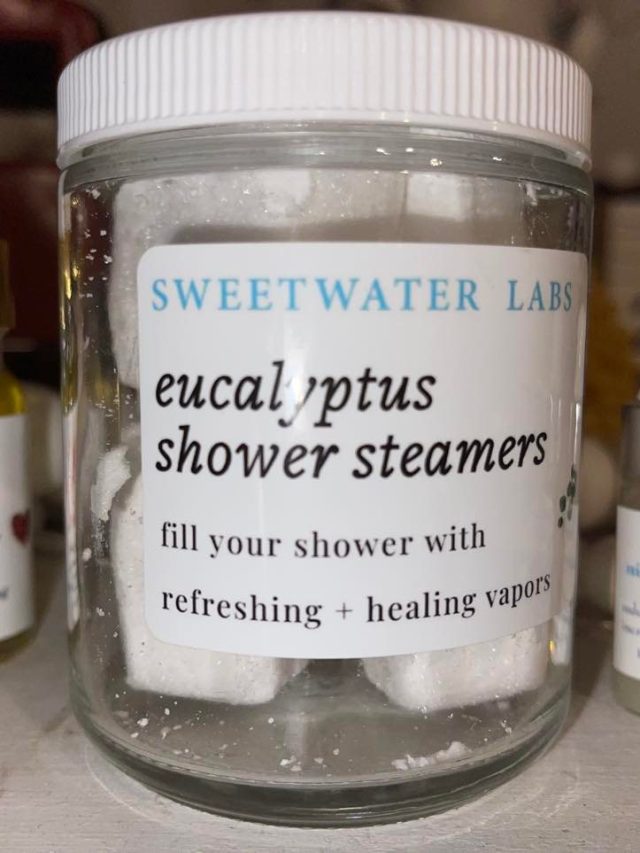 SWEETWATER LABS
eucalyptus
shower steamers
fill your shower with
refreshing + healing vapors